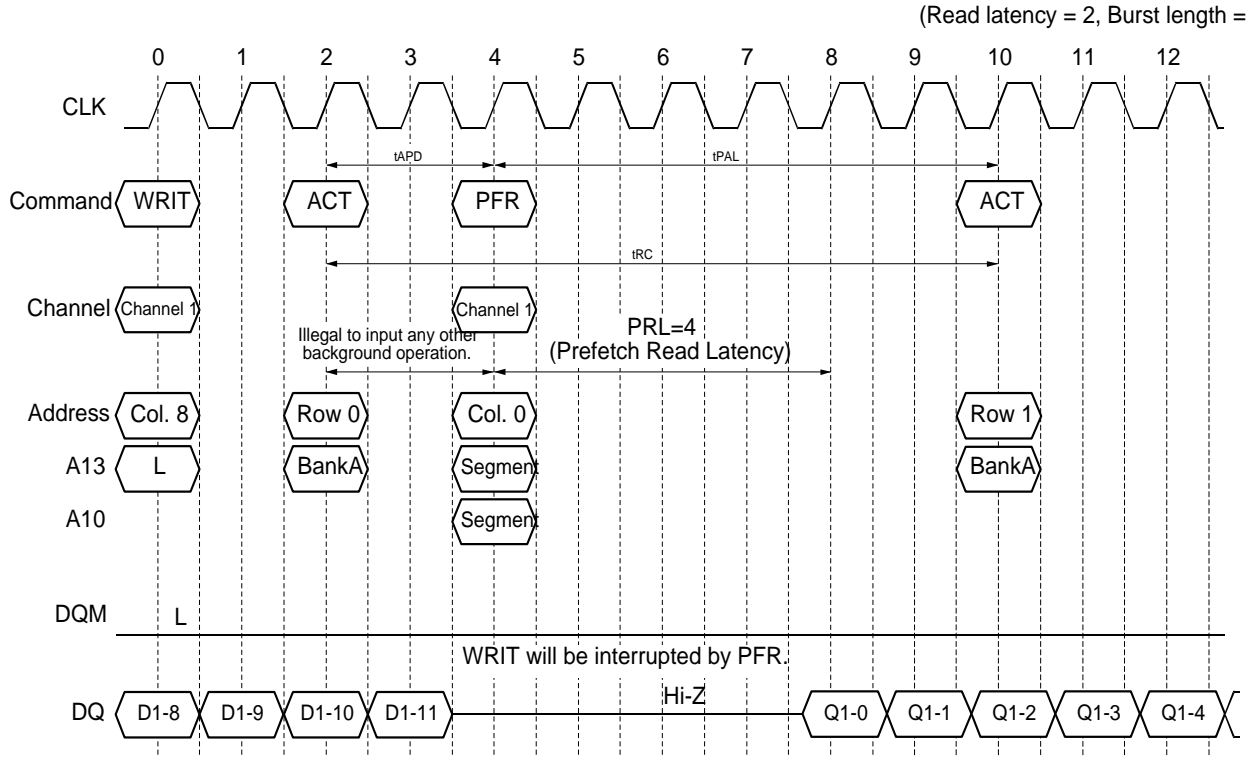 (Read latency = 2, Burst length =
0 1 2 3 4 5 6 7 8 9 10 11 12
CLK
tAPD tPAL
Command WRIT ACT PFR ACT
tRC
Channel Channel 1 Channel 1
Illegal to input any other
background operation.
PRL=4
(Prefetch Read Latency)
Address Col. 8 Row 0 Col. 0 Row 1
A13 L BankA Segment BankA
A10 Segment
DQM L
WRIT will be interrupted by PFR.
Hi-Z
DQ D1-8 D1-9 D1-10 D1-11 Q1-0 Q1-1 Q1-2 Q1-3 Q1-4